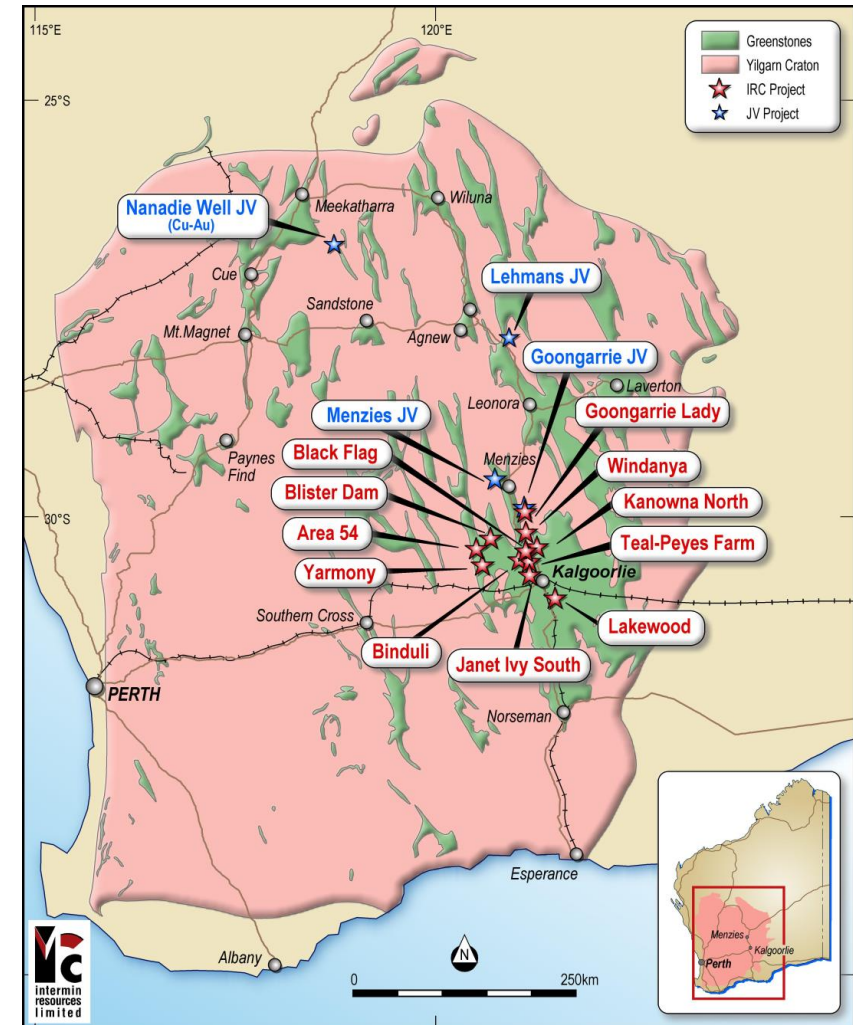 115°E
120°E
25°S
30°S
Greenstones
Yilgarn Craton
IRC Project
JV Project
Meekatharra
Wiluna
Nanadie Well JV
(Cu-Au)
Cue
Lehmans JV
Sandstone
Mt.Magnet
Agnew
Goongarrie JV
Laverton
Leonora
Menzies JV
Goongarrie Lady
Paynes
Find
Black Flag
Menzies
Windanya
Blister Dam
Kanowna North
Area 54
Teal-Peyes Farm
Yarmony
Kalgoorlie
Southern Cross
Lakewood
Binduli
Janet Ivy South
PERTH
Norseman
Esperance
Albany
N
0
250km
intermin
resources
limited
Menzies
Kalgoorlie
Perth